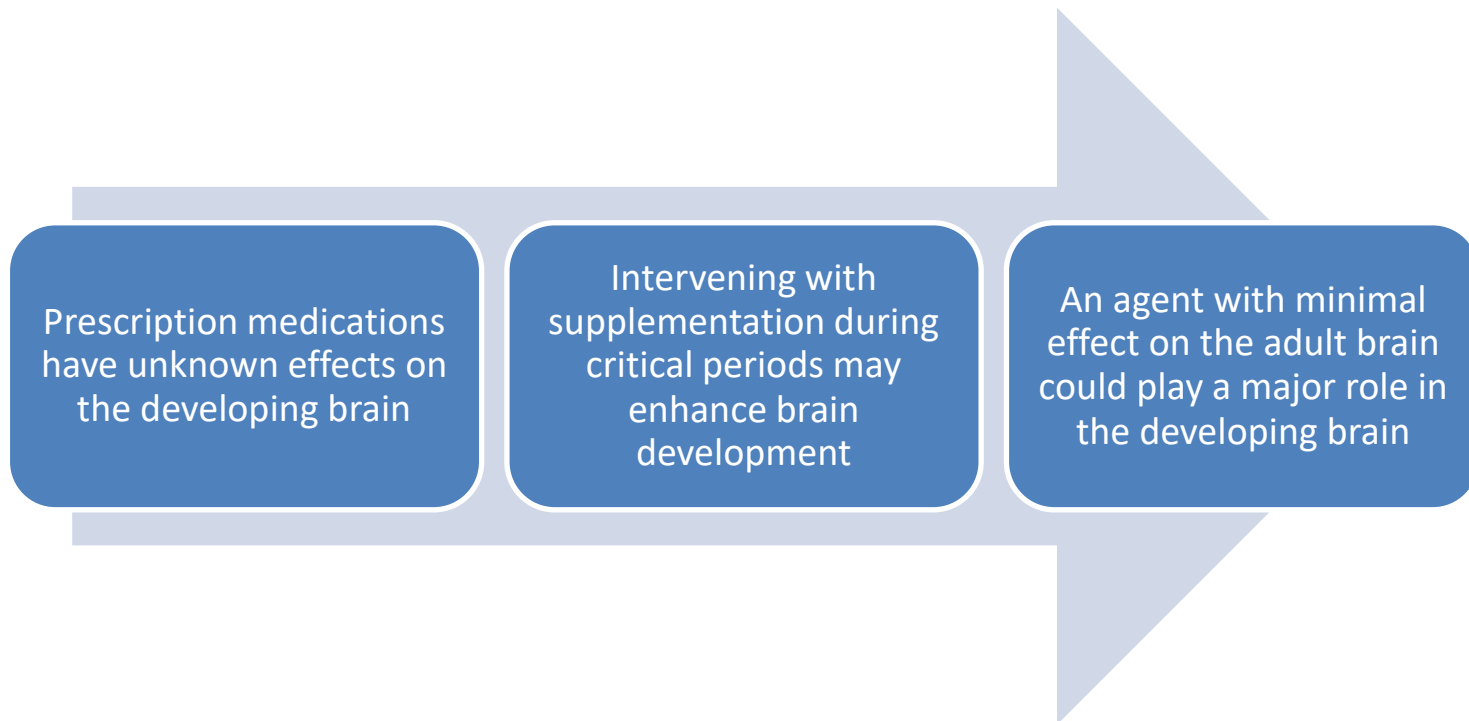 Prescription medications
have unknown effects on
the developing brain
Intervening with
supplementation during
critical periods may
enhance brain
development
An agent with minimal
effect on the adult brain
could play a major role in
the developing brain